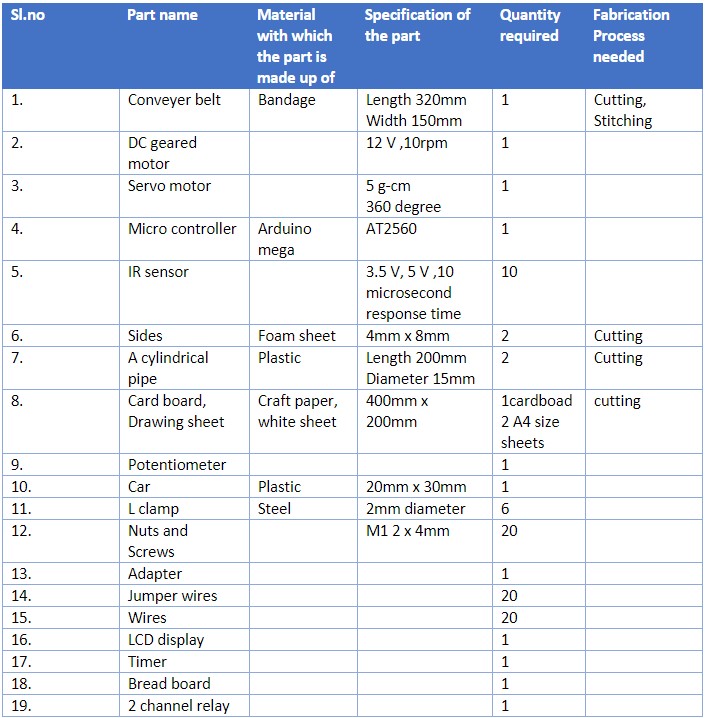 Sl.no Part name Material with which the part is made up of Specification of the part Quantity required Fabrication Process needed
1. Conveyer belt Bandage Length 320mm Width 150mm 1 Cutting, Stitching
2. DC geared motor 12 V ,10rpm 1
3. Servo motor 5 g-cm 360 degree 1
4. Micro controller Arduino mega AT2560 1
5. IR sensor 3.5 V, 5 V ,10 microsecond response time 10
6. Sides Foam sheet 4mm x 8mm 2 Cutting
7. A cylindrical pipe Plastic Length 200mm Diameter 15mm 2 Cutting
8. Card board, Drawing sheet Craft paper, white sheet 400mm x 200mm 1cardboad 2 A4 size sheets cutting
9. Potentiometer 1
10. Car Plastic 20mm x 30mm 1
11. L clamp Steel 2mm diameter 6
12. Nuts and Screws M1 2 x 4mm 20
13. Adapter 1
14. Jumper wires 20
15. Wires 20
16. LCD display 1
17. Timer 1
18. Bread board 1
19. 2 channel relay 1